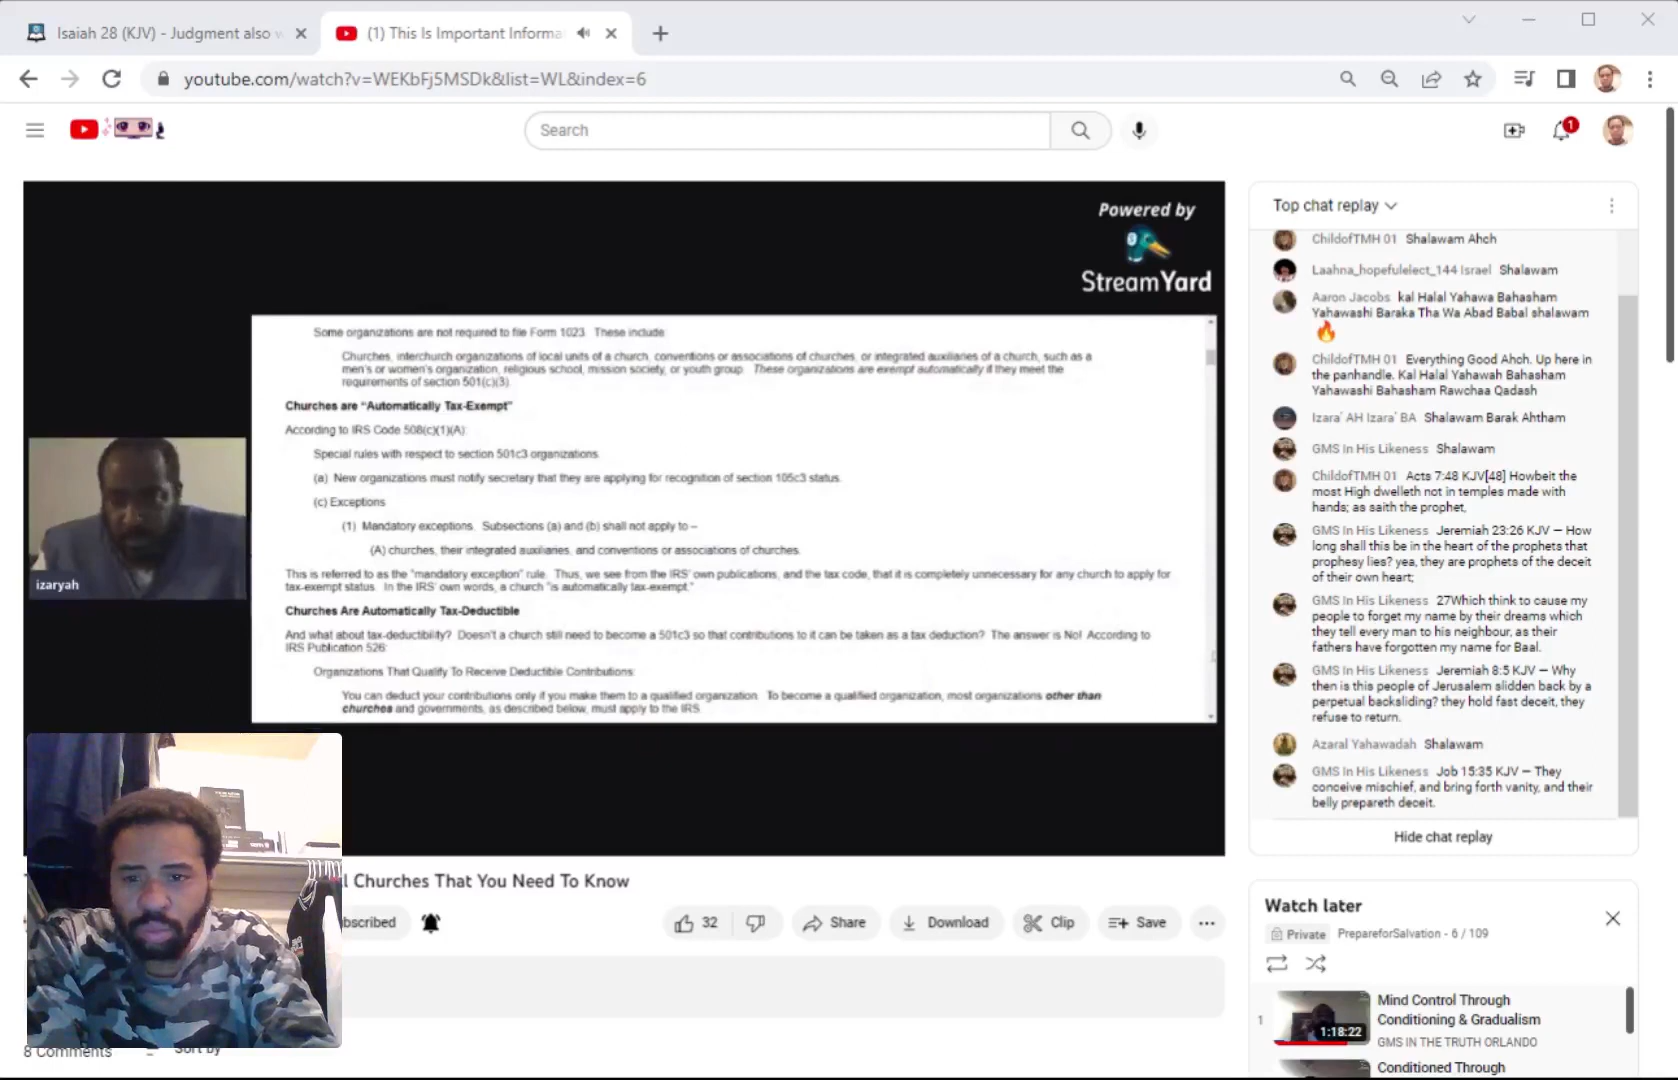 Isaiah 28 (KJV) - Judgment also w
(1) This Is Important Informa
youtube.com/watch?v=WEKbFj5MSDk&list=WL&index=6
Search
1
Powered by
StreamYard
Some organizations are not required to file Form 1023. These include:
Churches, interchurch organizations of local units of a church, conventions or associations of churches, or integrated auxiliaries of a church, such as a
men's or women's organization, religious school, mission society, or youth group. These organizations are exempt automatically if they meet the
requirements of section 501(c)(3).
Churches are "Automatically Tax-Exempt"
According to IRS Code 508(c)(1)(A):
Special rules with respect to section 501c3 organizations.
(a) New organizations must notify secretary that they are applying for recognition of section 105c3 status.
(c) Exceptions
(1) Mandatory exceptions. Subsections (a) and (b) shall not apply to –
(A) churches, their integrated auxiliaries, and conventions or associations of churches.
This is referred to as the "mandatory exception" rule. Thus, we see from the IRS' own publications, and the tax code, that it is completely unnecessary for any church to apply for
tax-exempt status. In the IRS' own words, a church "is automatically tax-exempt."
Churches Are Automatically Tax-Deductible
And what about tax-deductibility? Doesn't a church still need to become a 501c3 so that contributions to it can be taken as a tax deduction? The answer is No! According to
IRS Publication 526:
Organizations That Qualify To Receive Deductible Contributions:
You can deduct your contributions only if you make them to a qualified organization. To become a qualified organization, most organizations other than
churches and governments, as described below, must apply to the IRS.
izaryah
l Churches That You Need To Know
bscribed
32
Share
Download
Clip
Save
8 Comments
Sort by
Top chat replay
ChildofTMH 01 Shalawam Ahch
Laahna_hopefulelect_144 Israel Shalawam
Aaron Jacobs kal Halal Yahawa Bahasham
Yahawashi Baraka Tha Wa Abad Babal shalawam
🔥
ChildofTMH 01 Everything Good Ahch. Up here in
the panhandle. Kal Halal Yahawah Bahasham
Yahawashi Bahasham Rawchaa Qadash
Izara' AH Izara' BA Shalawam Barak Ahtham
GMS In His Likeness Shalawam
ChildofTMH 01 Acts 7:48 KJV[48] Howbeit the
most High dwelleth not in temples made with
hands; as saith the prophet,
GMS In His Likeness Jeremiah 23:26 KJV — How
long shall this be in the heart of the prophets that
prophesy lies? yea, they are prophets of the deceit
of their own heart;
GMS In His Likeness 27Which think to cause my
people to forget my name by their dreams which
they tell every man to his neighbour, as their
fathers have forgotten my name for Baal.
GMS In His Likeness Jeremiah 8:5 KJV — Why
then is this people of Jerusalem slidden back by a
perpetual backsliding? they hold fast deceit, they
refuse to return.
Azaral Yahawadah Shalawam
GMS In His Likeness Job 15:35 KJV — They
conceive mischief, and bring forth vanity, and their
belly prepareth deceit.
Hide chat replay
Watch later
Private PrepareforSalvation - 6 / 109
1
1:18:22
Mind Control Through
Conditioning & Gradualism
GMS IN THE TRUTH ORLANDO
Conditioned Through